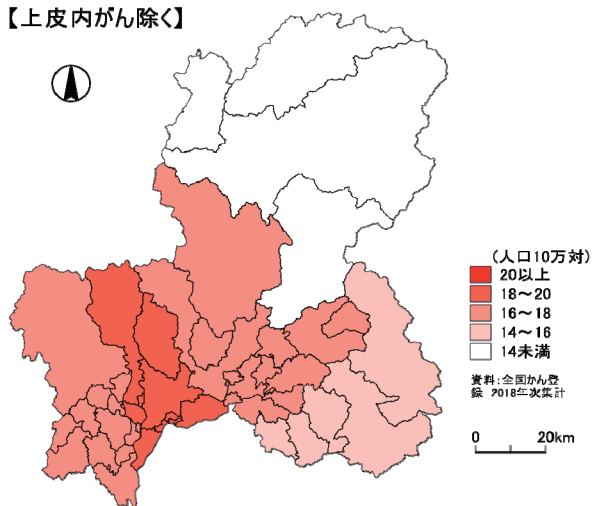 【上皮内がん除く】
(人口10万対)
20以上
18～20
16～18
14～16
14未満
資料:全国がん登
録 2018年次集計
0 20km